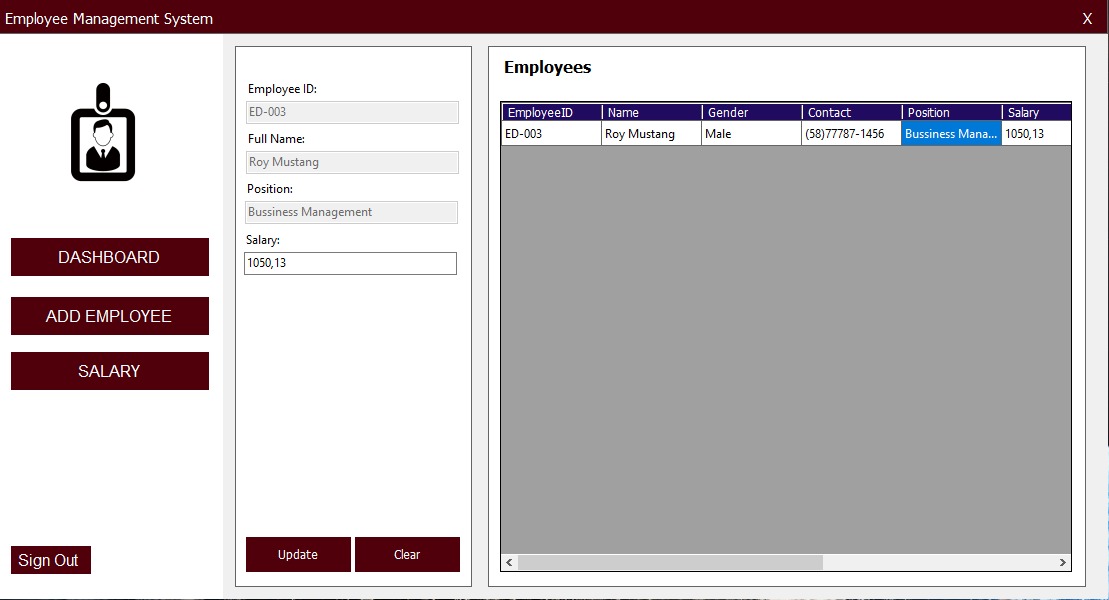 Employee Management System X
DASHBOARD
ADD EMPLOYEE
SALARY
Sign Out
Employee ID:
ED-003
Full Name:
Roy Mustang
Position:
Bussiness Management
Salary:
1050,13
Update Clear
Employees
EmployeeID Name Gender Contact Position Salary
ED-003 Roy Mustang Male (58)77787-1456 Bussiness Mana... 1050,13